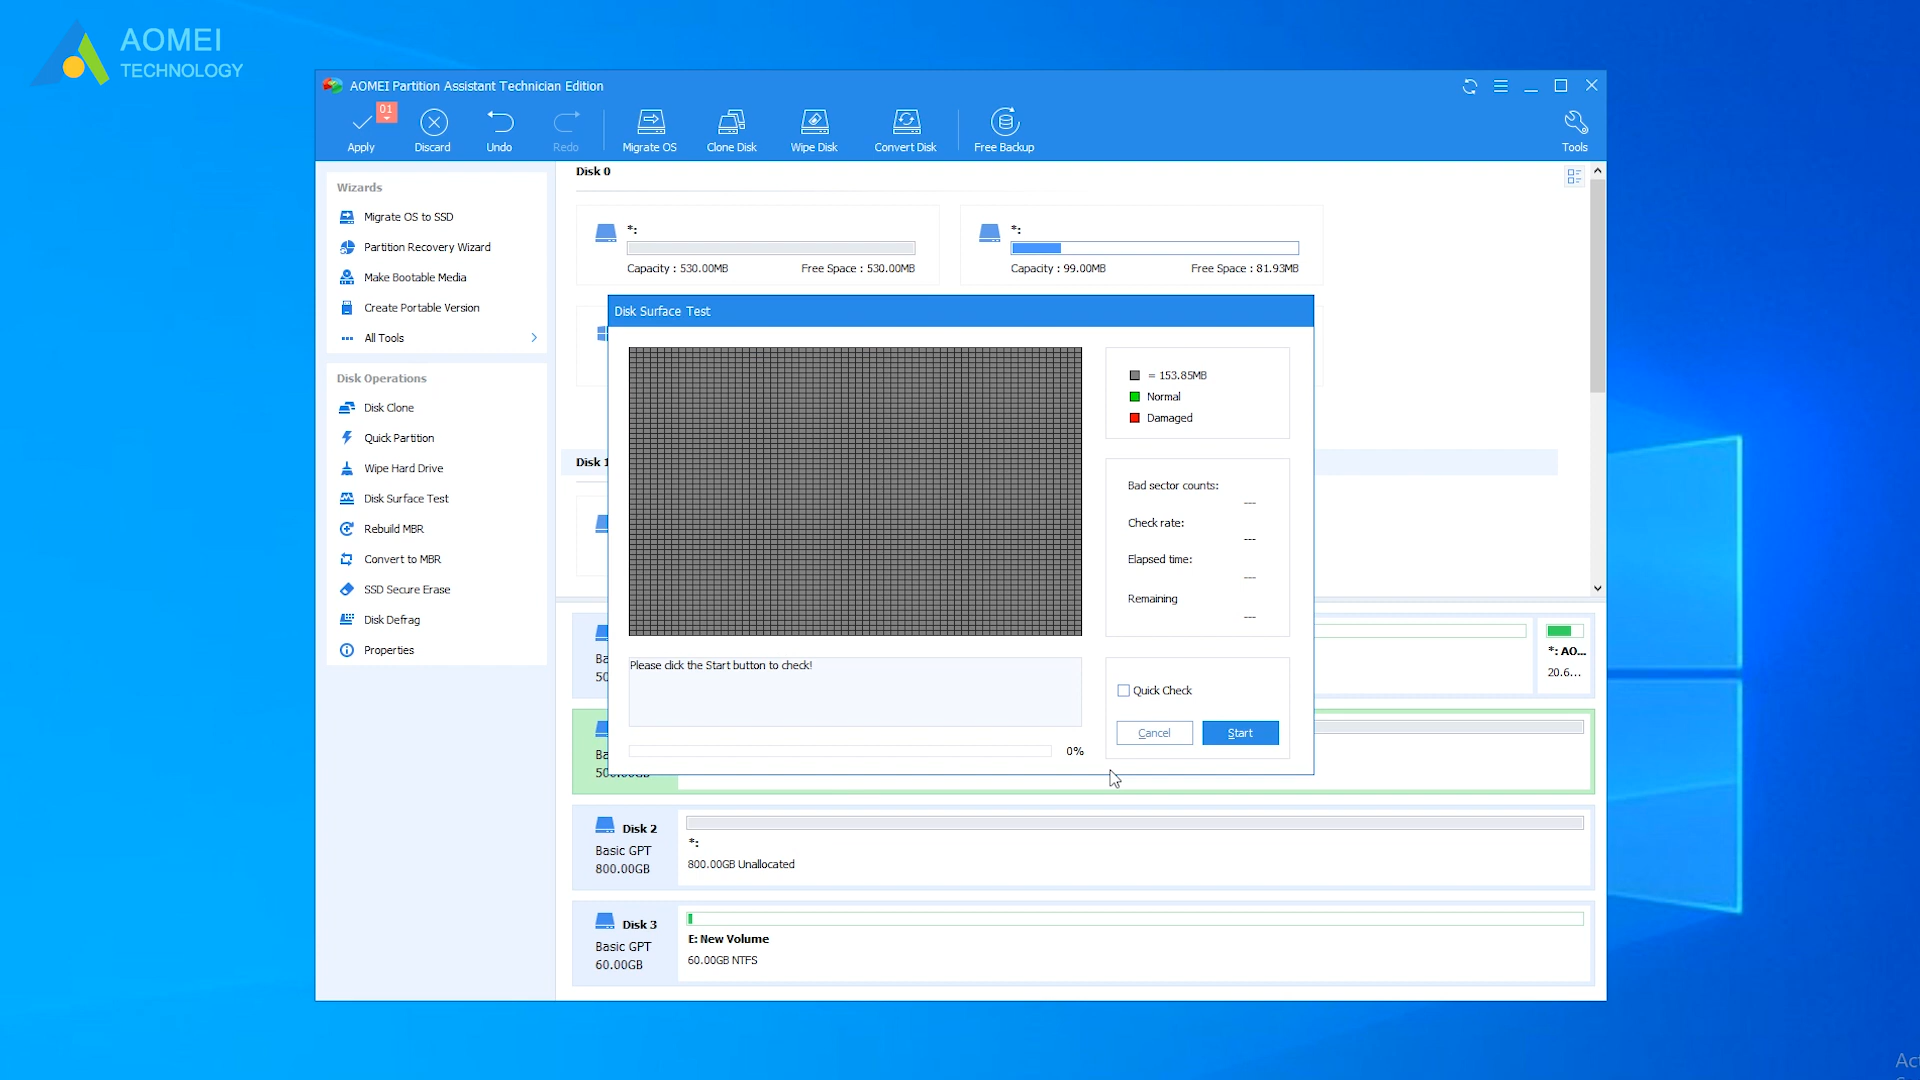 AOMEI
TECHNOLOGY
AOMEI Partition Assistant Technician Edition
01
Apply
Discard
Undo
Redo
Migrate OS
Clone Disk
Wipe Disk
Convert Disk
Free Backup
Tools
Wizards
Migrate OS to SSD
Partition Recovery Wizard
Make Bootable Media
Create Portable Version
All Tools
Disk Operations
Disk Clone
Quick Partition
Wipe Hard Drive
Disk Surface Test
Rebuild MBR
Convert to MBR
SSD Secure Erase
Disk Defrag
Properties
Disk 0
*:
Capacity : 530.00MB
Free Space : 530.00MB
*:
Capacity : 99.00MB
Free Space : 81.93MB
Disk 1
Disk Surface Test
= 153.85MB
Normal
Damaged
Bad sector counts:
---
Check rate:
---
Elapsed time:
---
Remaining
---
Please click the Start button to check!
0%
Quick Check
Cancel
Start
Ba
50
*: AO...
20.6...
Ba
Disk 2
Basic GPT
800.00GB
*:
800.00GB Unallocated
Disk 3
Basic GPT
60.00GB
E: New Volume
60.00GB NTFS
Act